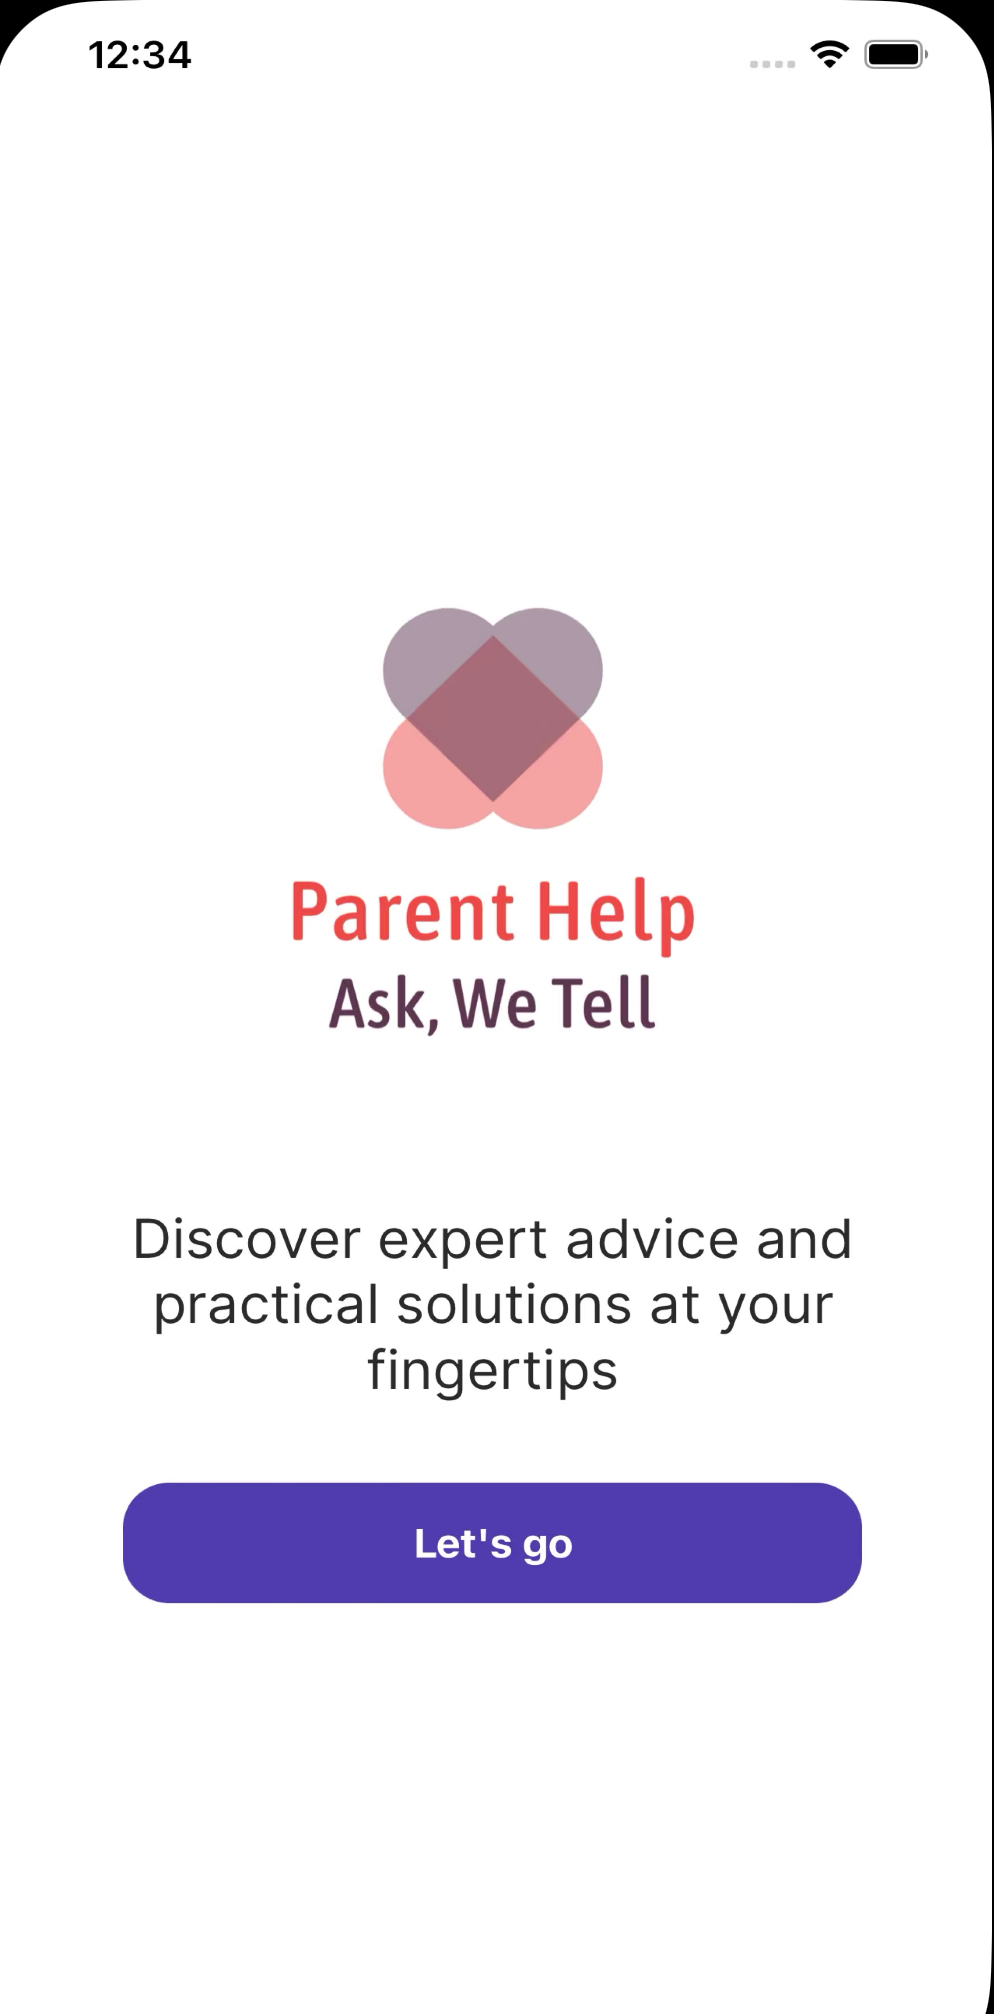 12:34
Parent Help
Ask, We Tell
Discover expert advice and
practical solutions at your
fingertips
Let's go